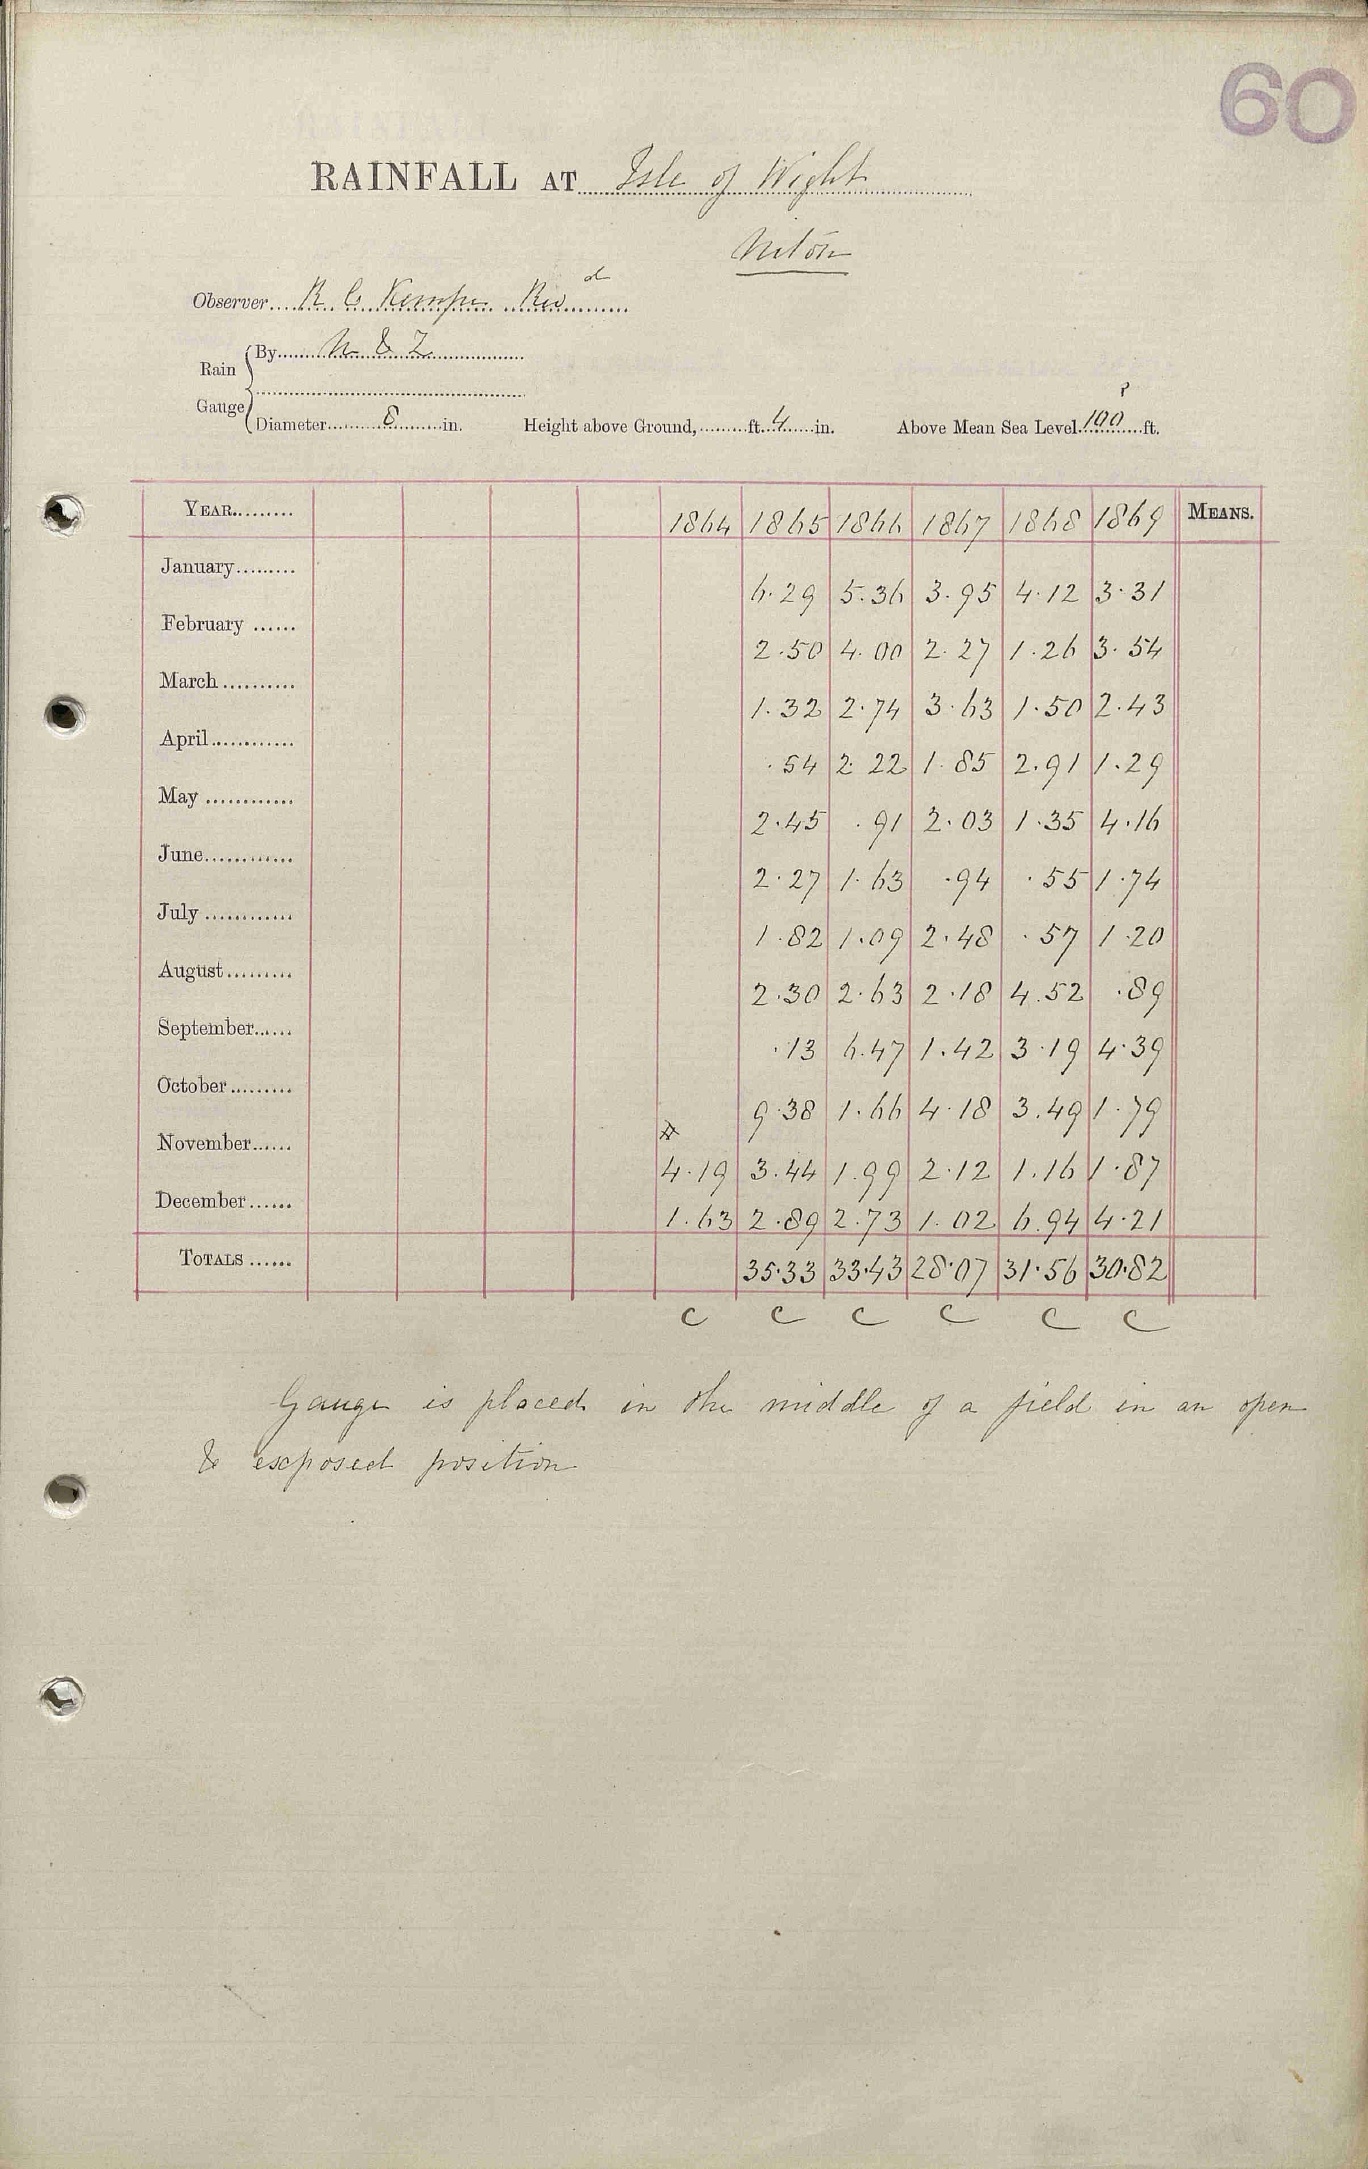 60
RAINFALL AT Isle of Wight
Niton
Observer R C Kempe Revd
Rain Gauge
By N & Z
Diameter 8 in. Height above Ground, ft. 4 in. Above Mean Sea Level 100 ? ft.
YEAR 1864 1865 1866 1867 1868 1869 MEANS.
January 6.29 5.36 3.95 4.12 3.31
February 2.50 4.00 2.27 1.26 3.54
March 1.32 2.74 3.63 1.50 2.43
April .54 2.22 1.85 2.91 1.29
May 2.45 .91 2.03 1.35 4.16
June 2.27 1.63 .94 .55 1.74
July 1.82 1.09 2.48 .57 1.20
August 2.30 2.63 2.18 4.52 .89
September .13 6.47 1.42 3.19 4.39
October 9.38 1.66 4.18 3.49 1.79
November 4.19 3.44 1.99 2.12 1.16 1.87
December 1.63 2.89 2.73 1.02 6.94 4.21
TOTALS 35.33 33.43 28.07 31.56 30.82
C C C C C C
Gauge is placed in the middle of a field in an open
& exposed position